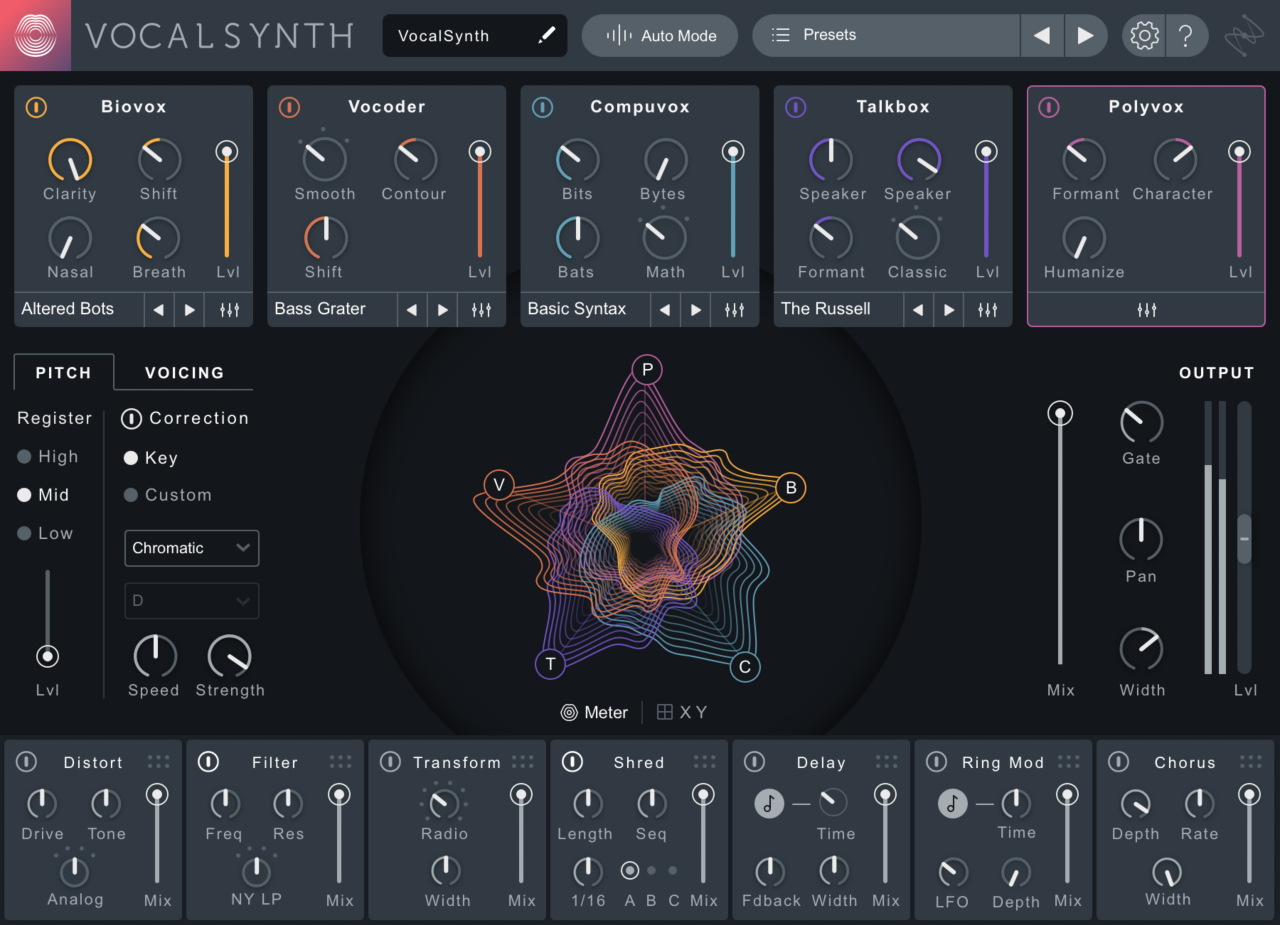 VOCALSYNTH
VocalSynth
Auto Mode
Presets
?
Biovox
Clarity Shift
Nasal Breath Lvl
Altered Bots
Vocoder
Smooth Contour
Shift Lvl
Bass Grater
Compuvox
Bits Bytes
Bats Math Lvl
Basic Syntax
Talkbox
Speaker Speaker
Formant Classic Lvl
The Russell
Polyvox
Formant Character
Humanize Lvl
PITCH VOICING
Register Correction
High Key
Mid Custom
Low
Chromatic
D
Lvl Speed Strength
P
V
B
T
C
Meter X Y
OUTPUT
Gate
Pan
Mix Width Lvl
Distort
Drive Tone
Analog Mix
Filter
Freq Res
NY LP Mix
Transform
Radio
Width Mix
Shred
Length Seq
1/16 A B C Mix
Delay
Time
Fdback Width Mix
Ring Mod
Time
LFO Depth Mix
Chorus
Depth Rate
Width Mix